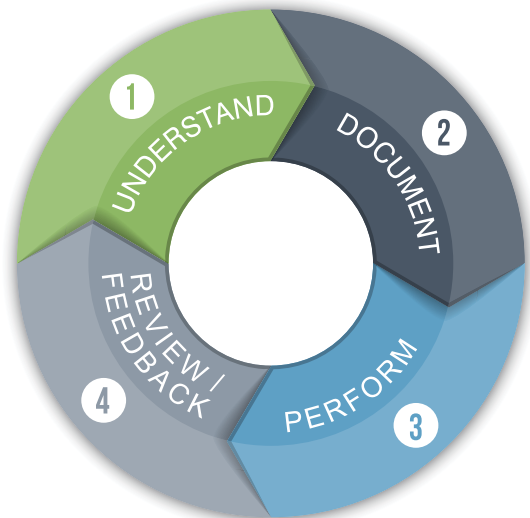 1
UNDERSTAND
2
DOCUMENT
3
PERFORM
4
REVIEW /
FEEDBACK